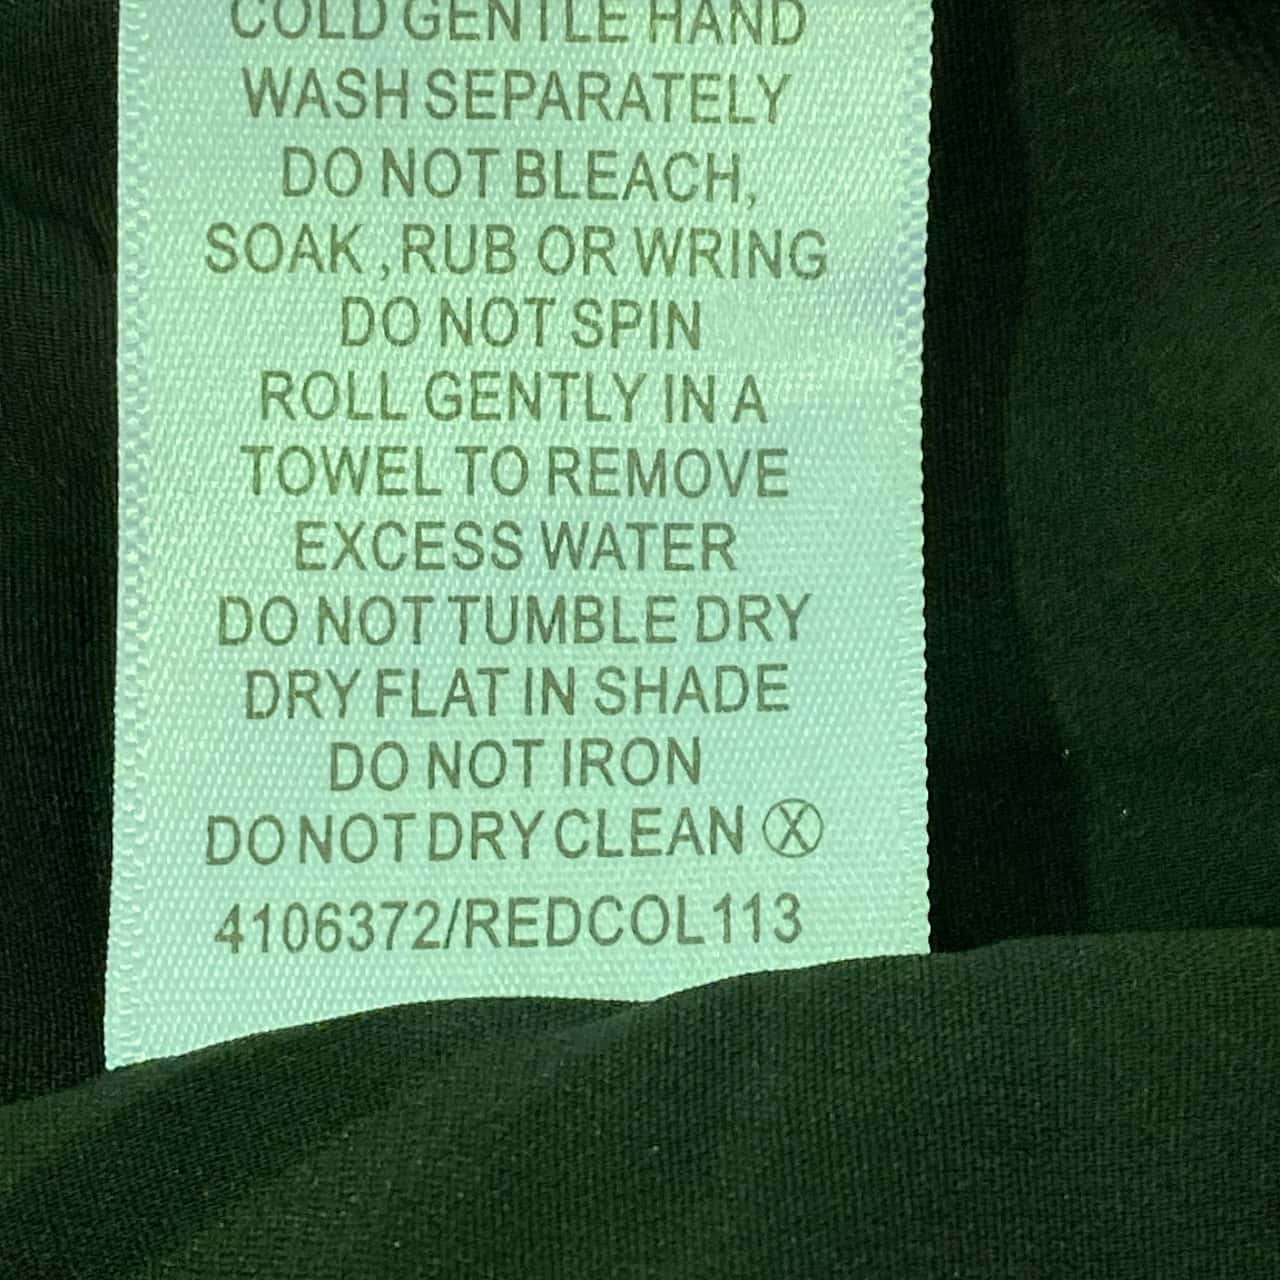 COLD GENTLE HAND
WASH SEPARATELY
DO NOT BLEACH,
SOAK ,RUB OR WRING
DO NOT SPIN
ROLL GENTLY IN A
TOWEL TO REMOVE
EXCESS WATER
DO NOT TUMBLE DRY
DRY FLAT IN SHADE
DO NOT IRON
DO NOT DRY CLEAN Ⓧ
4106372/REDCOL113